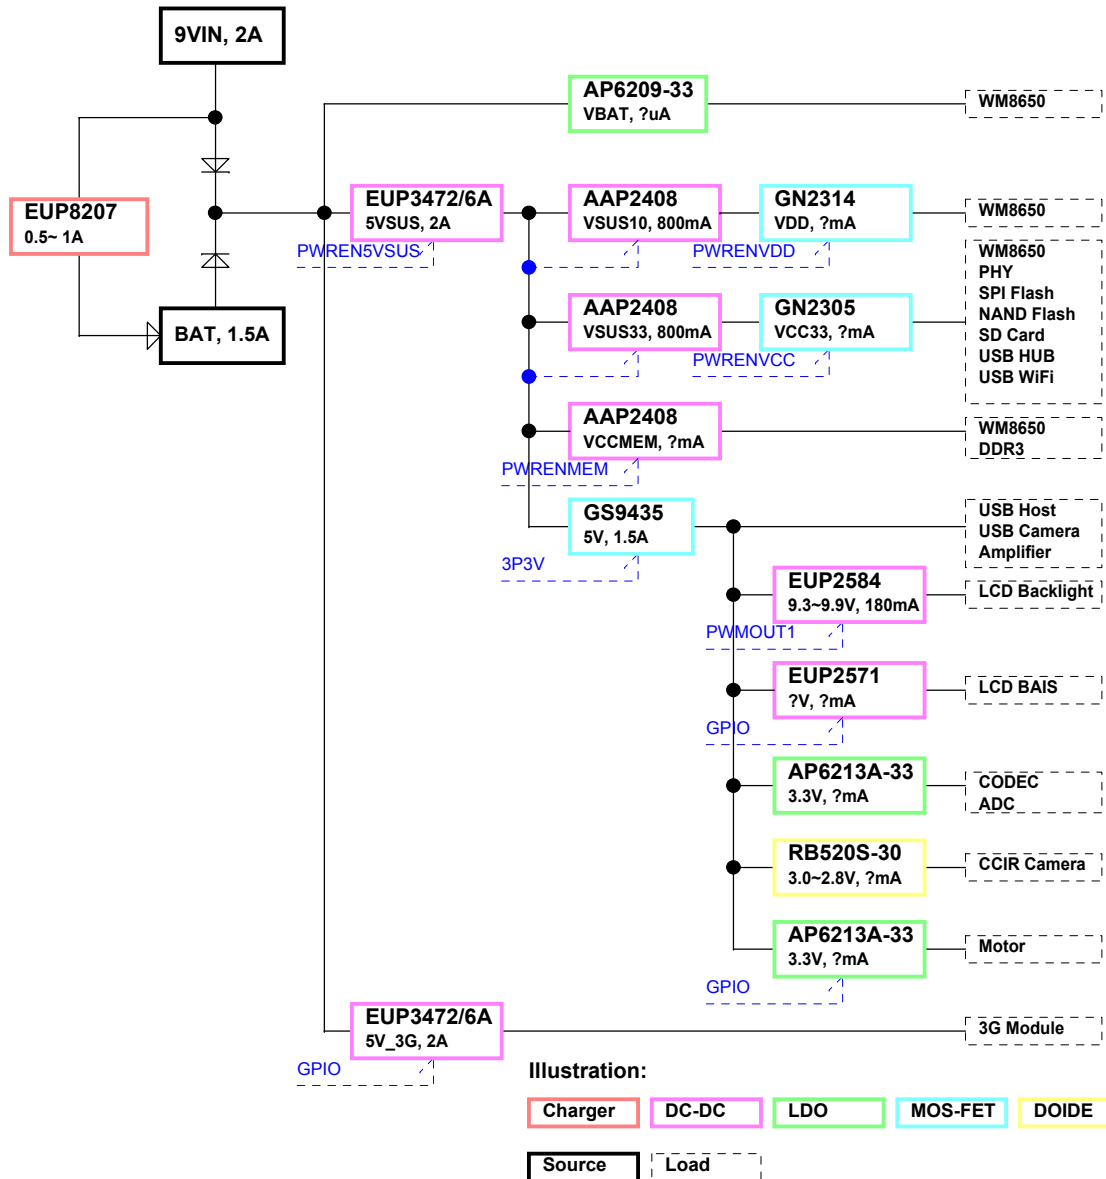 9VIN, 2A
AP6209-33
VBAT, ?uA
WM8650
EUP8207
0.5~ 1A
EUP3472/6A
5VSUS, 2A
PWREN5VSUS
AAP2408
VSUS10, 800mA
GN2314
VDD, ?mA
PWRENVDD
WM8650
BAT, 1.5A
AAP2408
VSUS33, 800mA
GN2305
VCC33, ?mA
PWRENVCC
WM8650
PHY
SPI Flash
NAND Flash
SD Card
USB HUB
USB WiFi
AAP2408
VCCMEM, ?mA
PWRENMEM
WM8650
DDR3
GS9435
5V, 1.5A
3P3V
USB Host
USB Camera
Amplifier
EUP2584
9.3~9.9V, 180mA
PWMOUT1
LCD Backlight
EUP2571
?V, ?mA
GPIO
LCD BAIS
AP6213A-33
3.3V, ?mA
CODEC
ADC
RB520S-30
3.0~2.8V, ?mA
CCIR Camera
AP6213A-33
3.3V, ?mA
GPIO
Motor
EUP3472/6A
5V_3G, 2A
GPIO
3G Module
Illustration:
Charger
DC-DC
LDO
MOS-FET
DOIDE
Source
Load